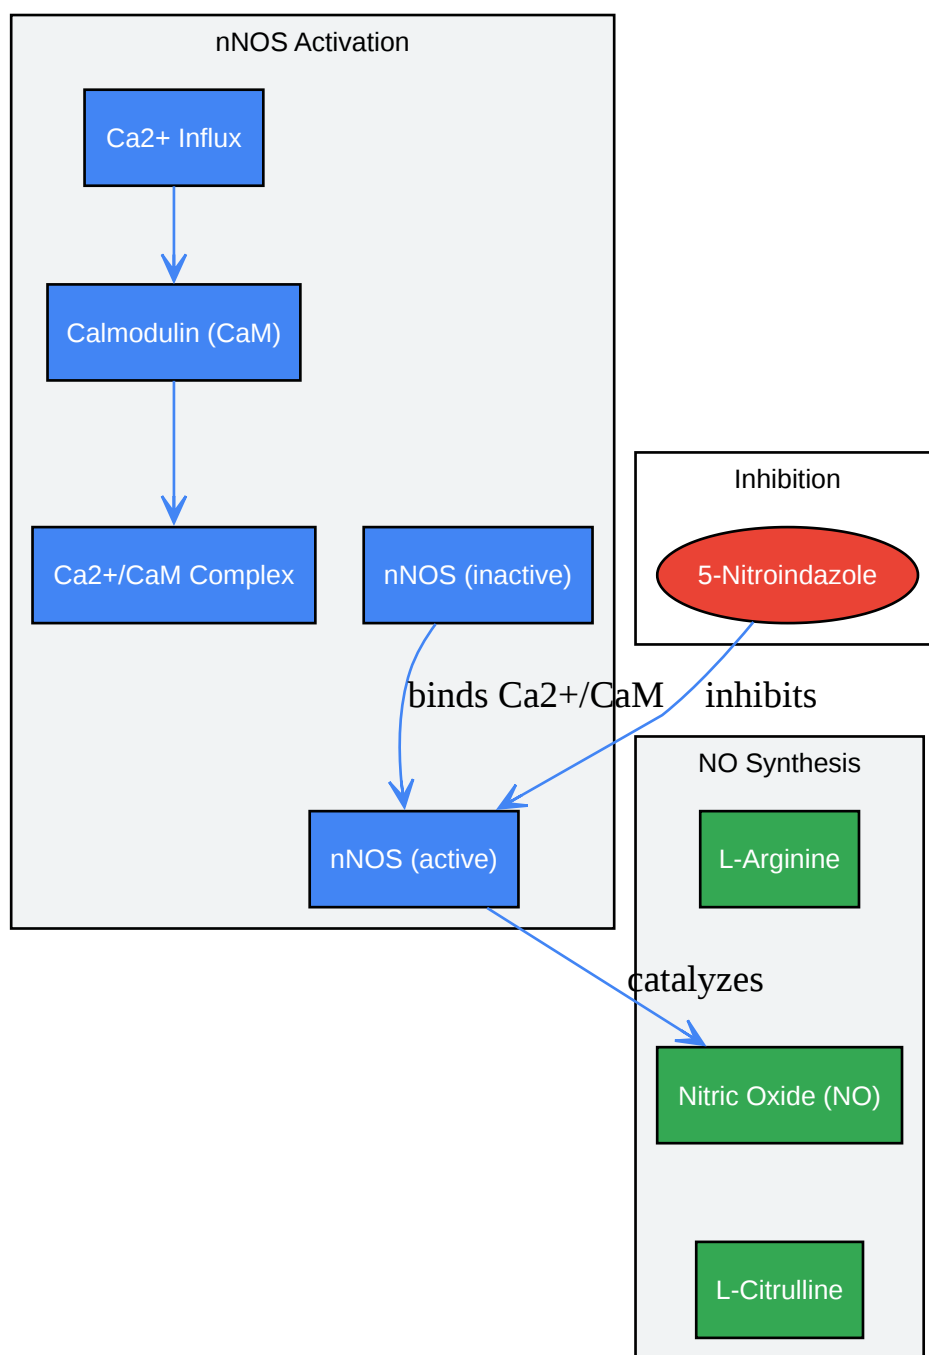 nNOS Activation
Ca2+ Influx
Calmodulin (CaM)
Ca2+/CaM Complex
nNOS (inactive)
Inhibition
5-Nitroindazole
binds Ca2+/CaM
inhibits
nNOS (active)
NO Synthesis
L-Arginine
catalyzes
Nitric Oxide (NO)
L-Citrulline